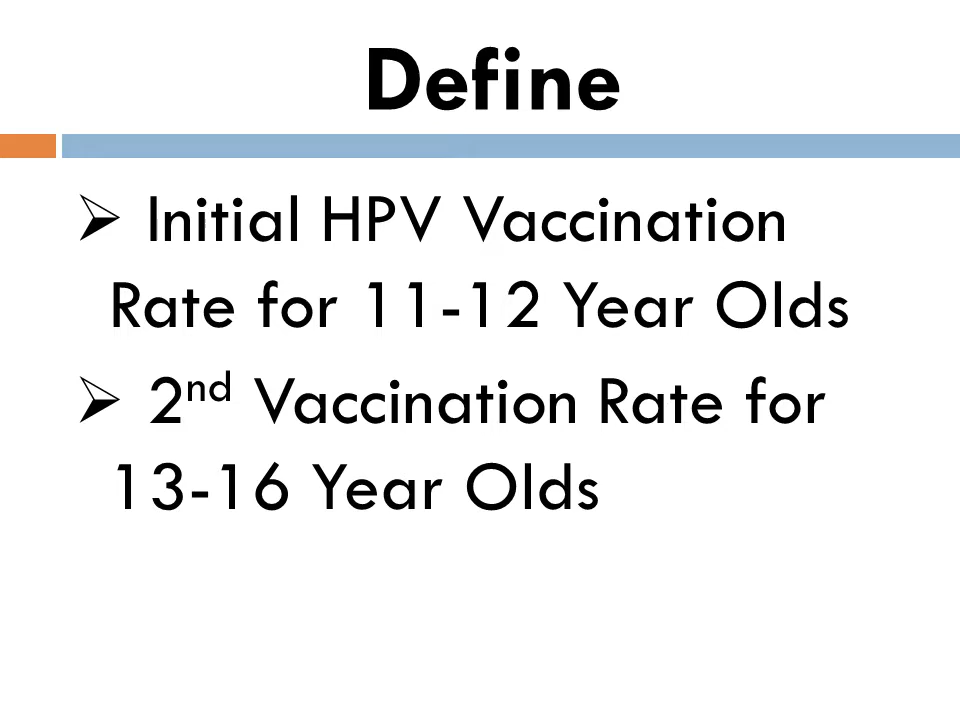 Define
➢ Initial HPV Vaccination
Rate for 11-12 Year Olds
➢ 2nd Vaccination Rate for
13-16 Year Olds